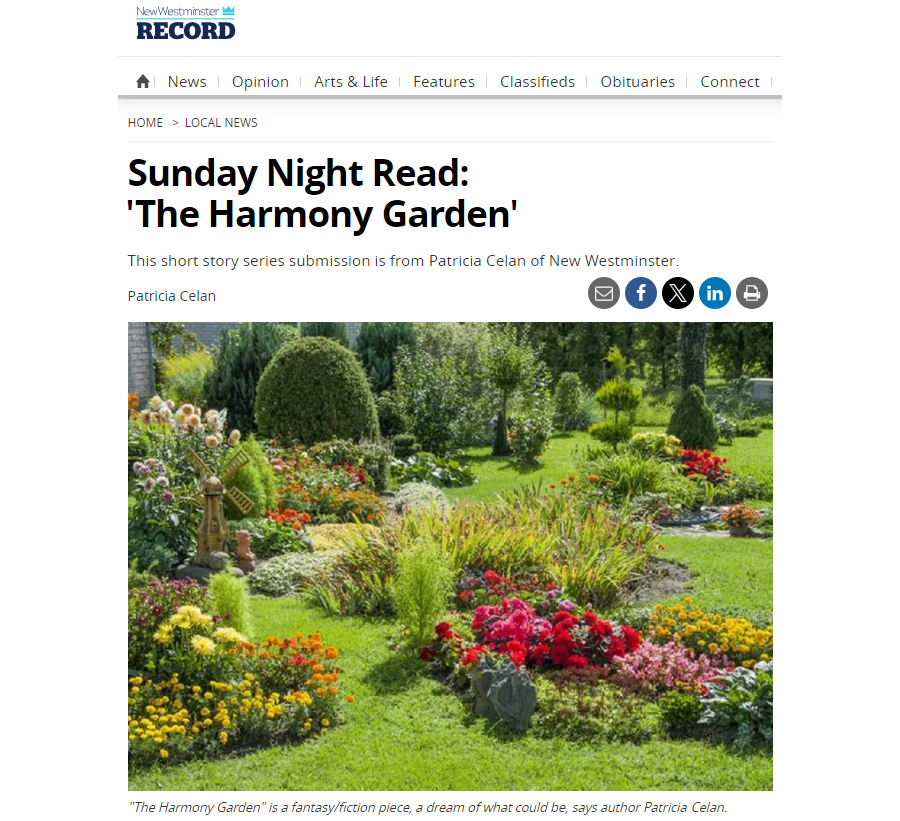 NewWestminster
RECORD
News Opinion Arts & Life Features Classifieds Obituaries Connect
HOME > LOCAL NEWS
Sunday Night Read:
'The Harmony Garden'
This short story series submission is from Patricia Celan of New Westminster.
Patricia Celan
"The Harmony Garden" is a fantasy/fiction piece, a dream of what could be, says author Patricia Celan.